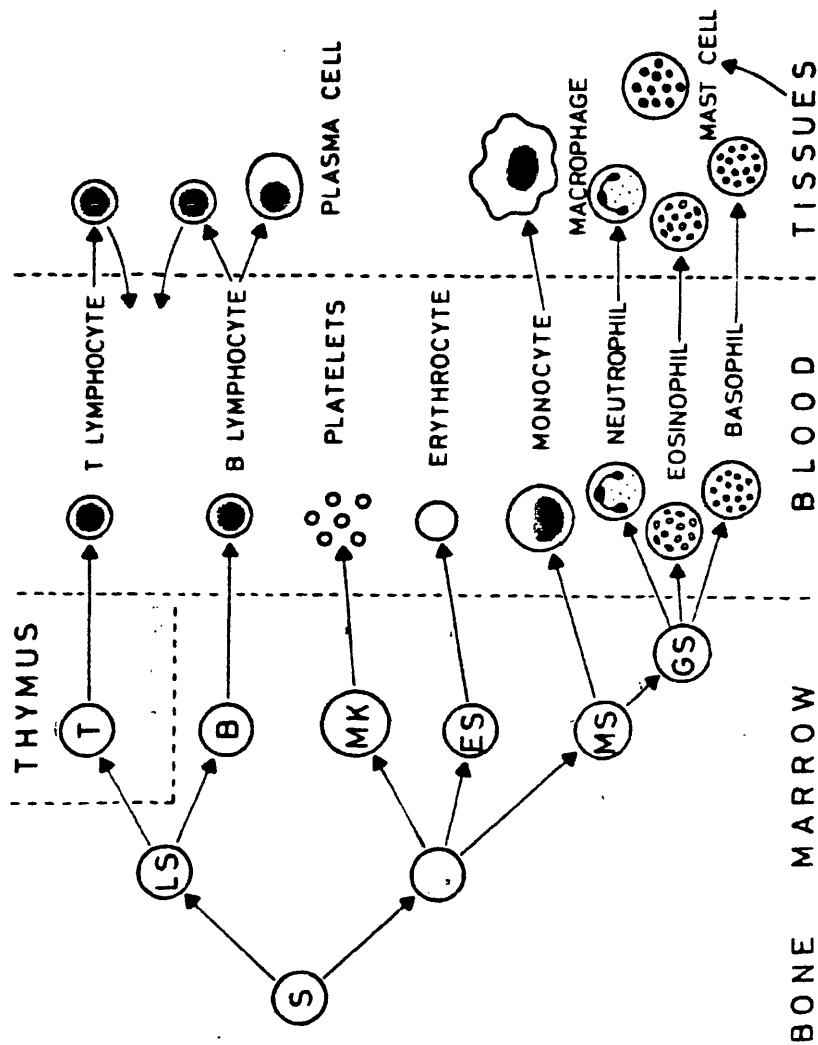 THYMUS
T
T LYMPHOCYTE
LS
B
B LYMPHOCYTE
PLASMA CELL
S
MK
PLATELETS
ES
ERYTHROCYTE
MS
MONOCYTE
MACROPHAGE
GS
NEUTROPHIL
EOSINOPHIL
BASOPHIL
MAST CELL
BONE MARROW
BLOOD
TISSUES